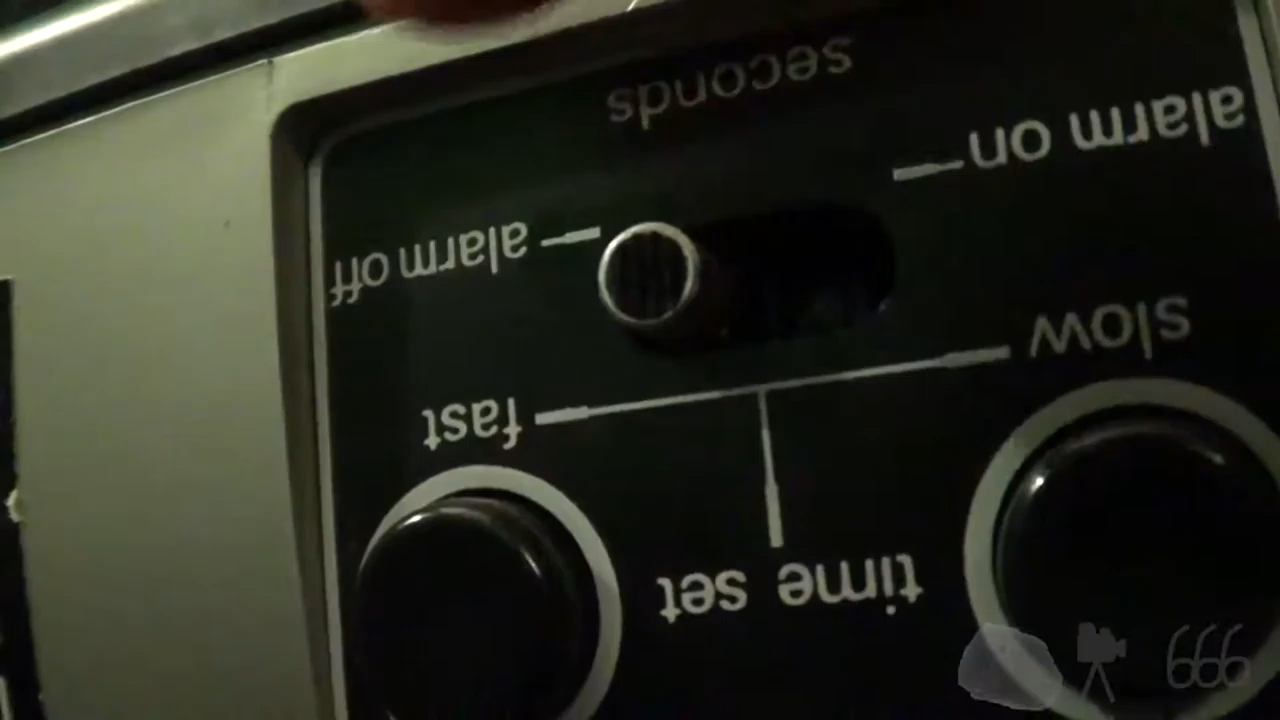 time set
slow
fast
alarm on
alarm off
seconds
666